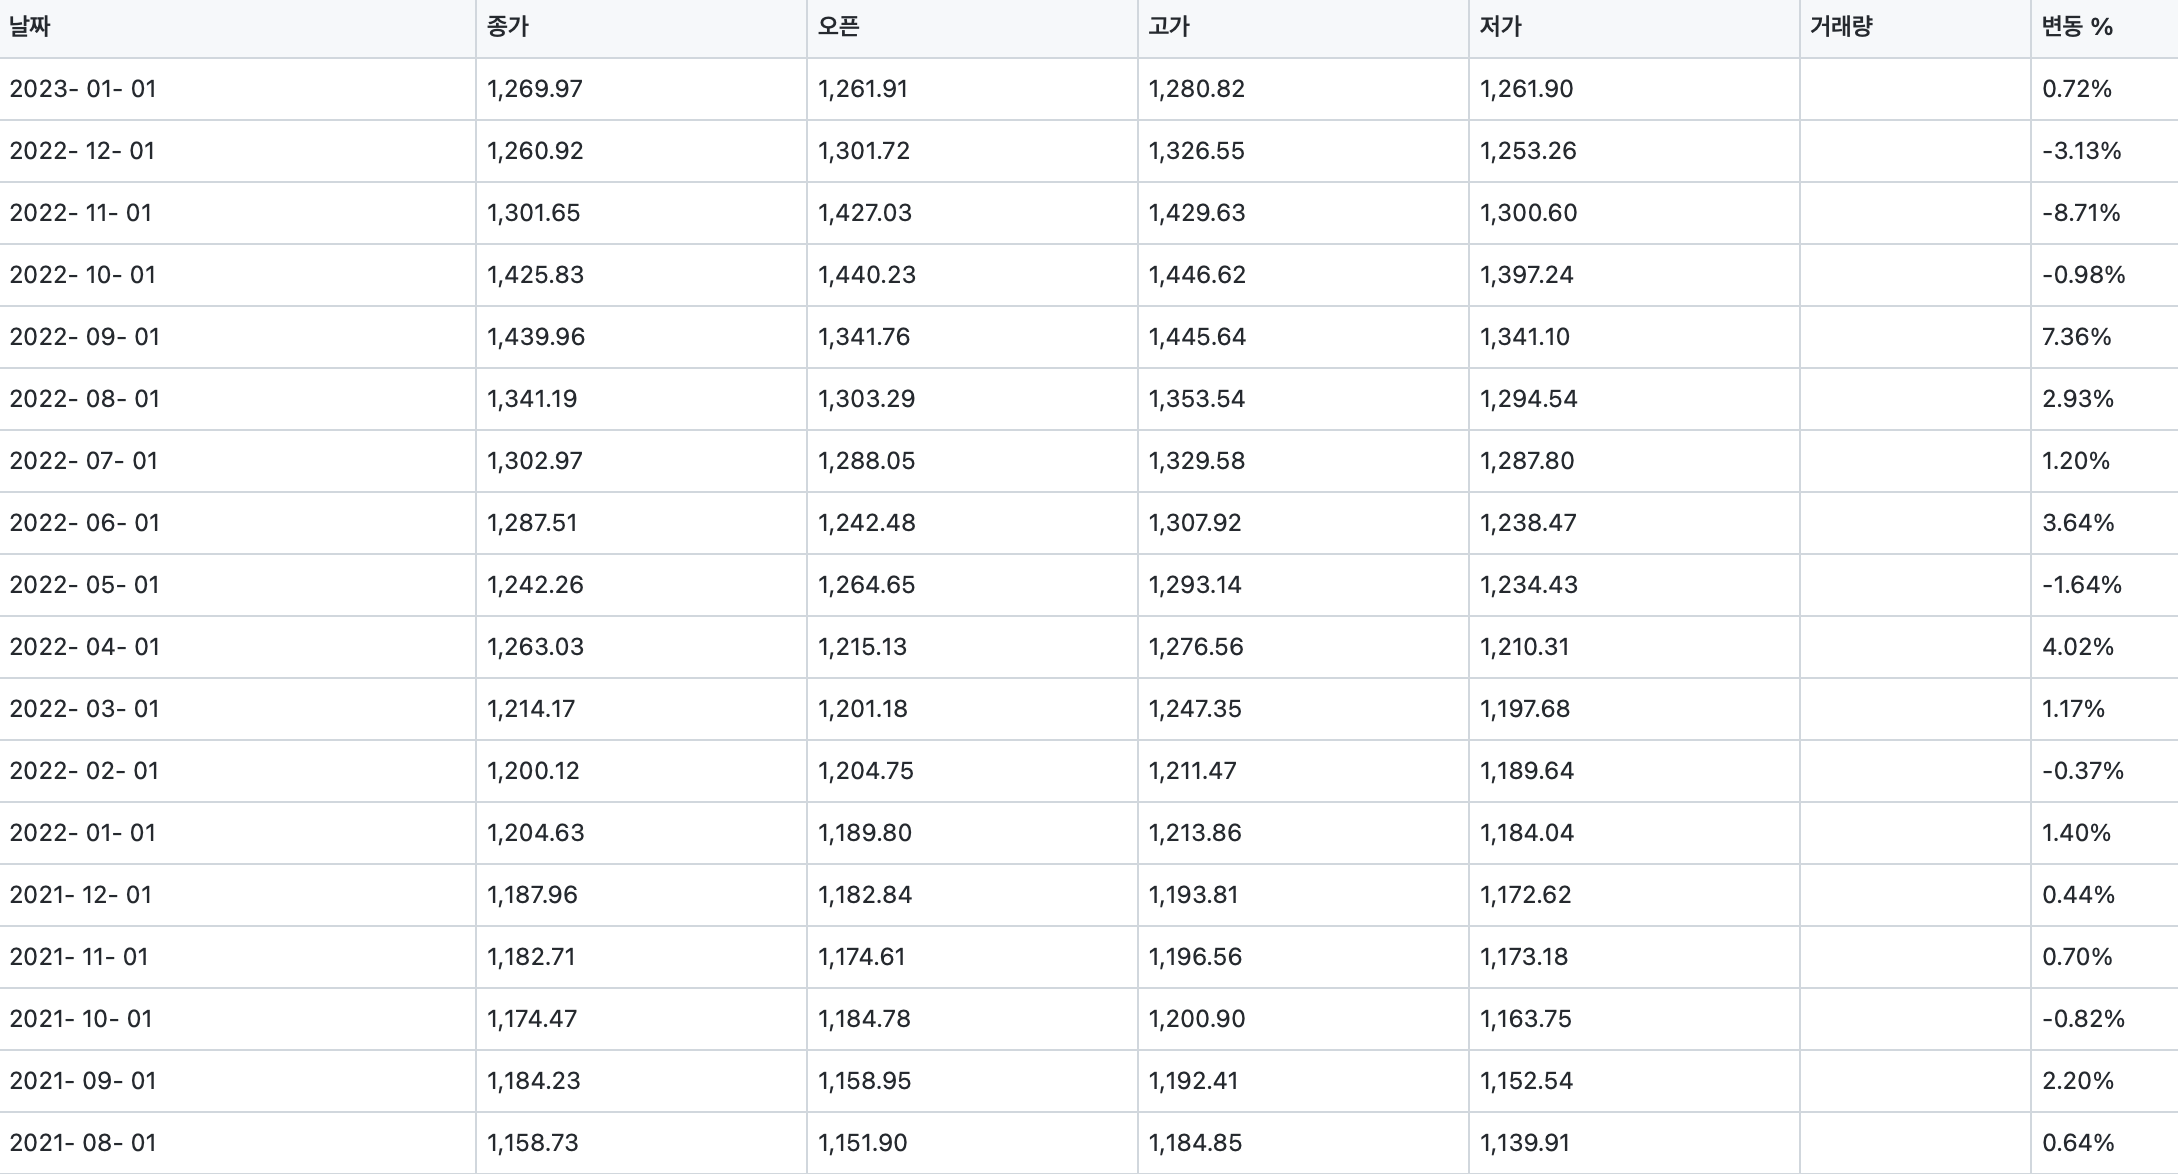 날짜 종가 오픈 고가 저가 거래량 변동 %
2023- 01- 01 1,269.97 1,261.91 1,280.82 1,261.90 0.72%
2022- 12- 01 1,260.92 1,301.72 1,326.55 1,253.26 -3.13%
2022- 11- 01 1,301.65 1,427.03 1,429.63 1,300.60 -8.71%
2022- 10- 01 1,425.83 1,440.23 1,446.62 1,397.24 -0.98%
2022- 09- 01 1,439.96 1,341.76 1,445.64 1,341.10 7.36%
2022- 08- 01 1,341.19 1,303.29 1,353.54 1,294.54 2.93%
2022- 07- 01 1,302.97 1,288.05 1,329.58 1,287.80 1.20%
2022- 06- 01 1,287.51 1,242.48 1,307.92 1,238.47 3.64%
2022- 05- 01 1,242.26 1,264.65 1,293.14 1,234.43 -1.64%
2022- 04- 01 1,263.03 1,215.13 1,276.56 1,210.31 4.02%
2022- 03- 01 1,214.17 1,201.18 1,247.35 1,197.68 1.17%
2022- 02- 01 1,200.12 1,204.75 1,211.47 1,189.64 -0.37%
2022- 01- 01 1,204.63 1,189.80 1,213.86 1,184.04 1.40%
2021- 12- 01 1,187.96 1,182.84 1,193.81 1,172.62 0.44%
2021- 11- 01 1,182.71 1,174.61 1,196.56 1,173.18 0.70%
2021- 10- 01 1,174.47 1,184.78 1,200.90 1,163.75 -0.82%
2021- 09- 01 1,184.23 1,158.95 1,192.41 1,152.54 2.20%
2021- 08- 01 1,158.73 1,151.90 1,184.85 1,139.91 0.64%